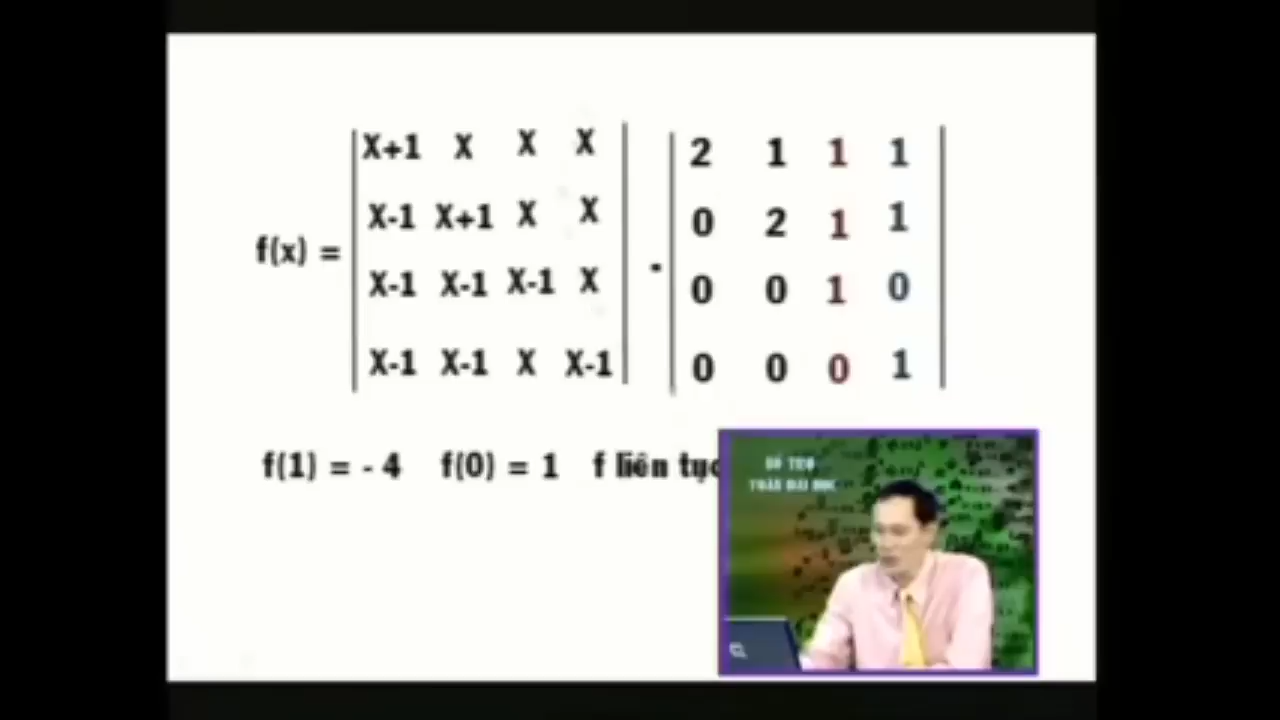 X+1 X X X 2 1 1 1
X-1 X+1 X X 0 2 1 1
f(x) = .
X-1 X-1 X-1 X 0 0 1 0
X-1 X-1 X X-1 0 0 0 1
f(1) = - 4 f(0) = 1 f liên tục